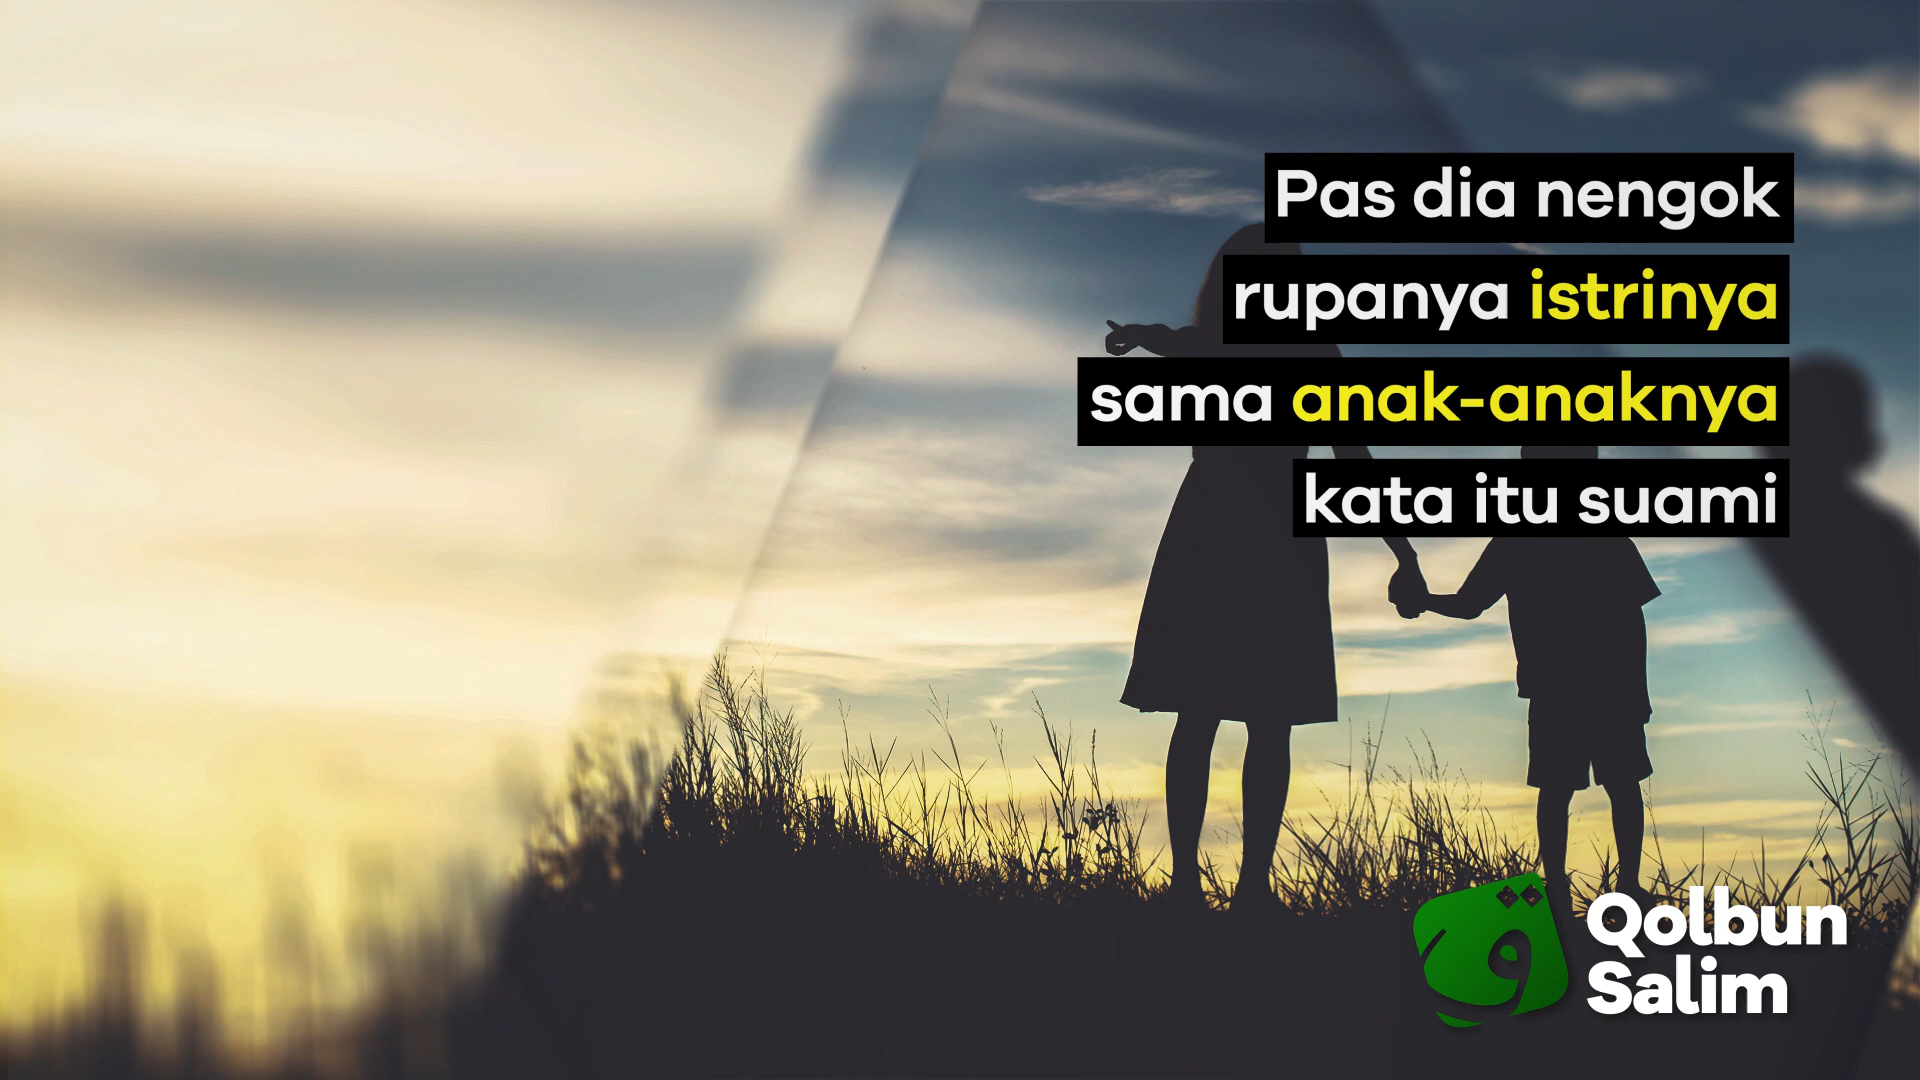 Pas dia nengok
rupanya istrinya
sama anak-anaknya
kata itu suami
Qolbun
Salim